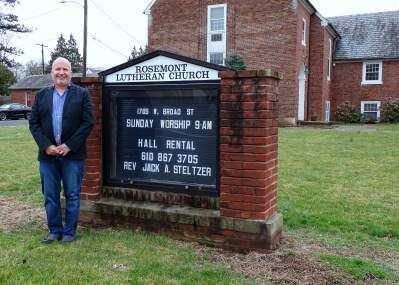 ROSEMONT
LUTHERAN CHURCH
1705 W. BROAD ST
SUNDAY WORSHIP 9 AM
HALL RENTAL
610 867 3705
REV JACK A. STELTZER